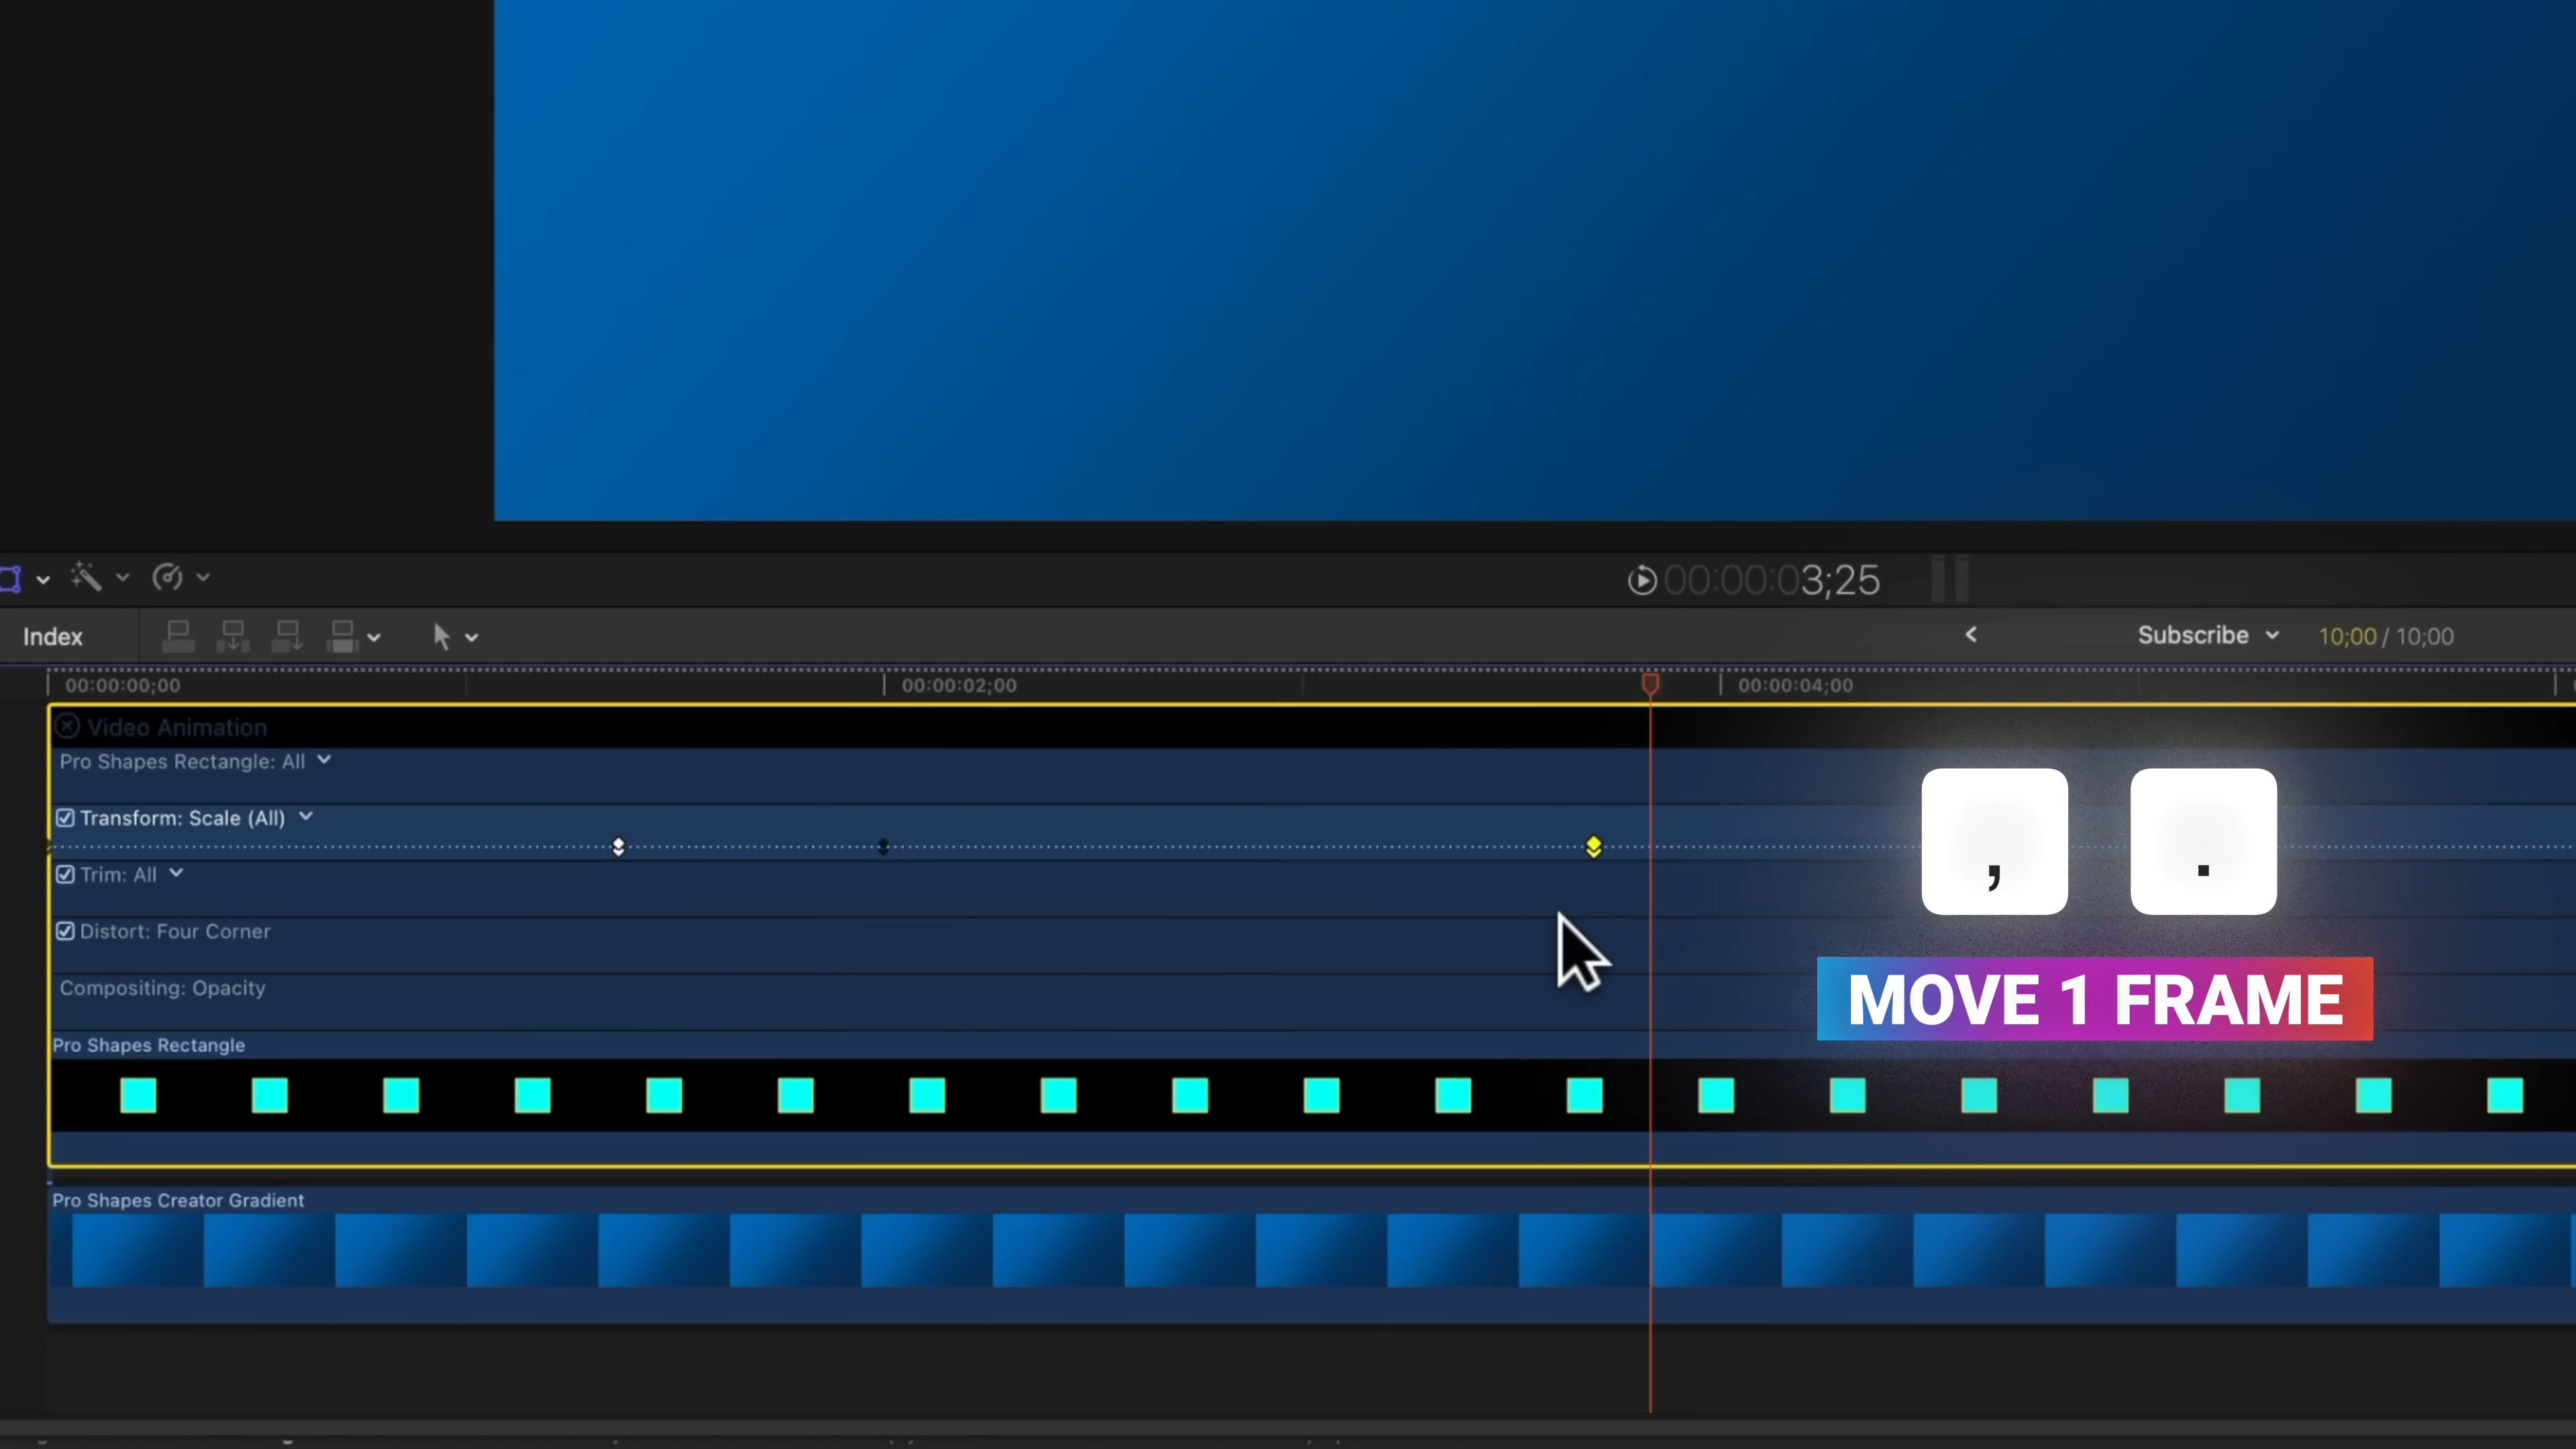 00:00:03;25
Index
Subscribe
10;00 / 10;00
00:00:00;00
00:00:02;00
00:00:04;00
Video Animation
Pro Shapes Rectangle: All
Transform: Scale (All)
Trim: All
Distort: Four Corner
Compositing: Opacity
, .
MOVE 1 FRAME
Pro Shapes Rectangle
Pro Shapes Creator Gradient